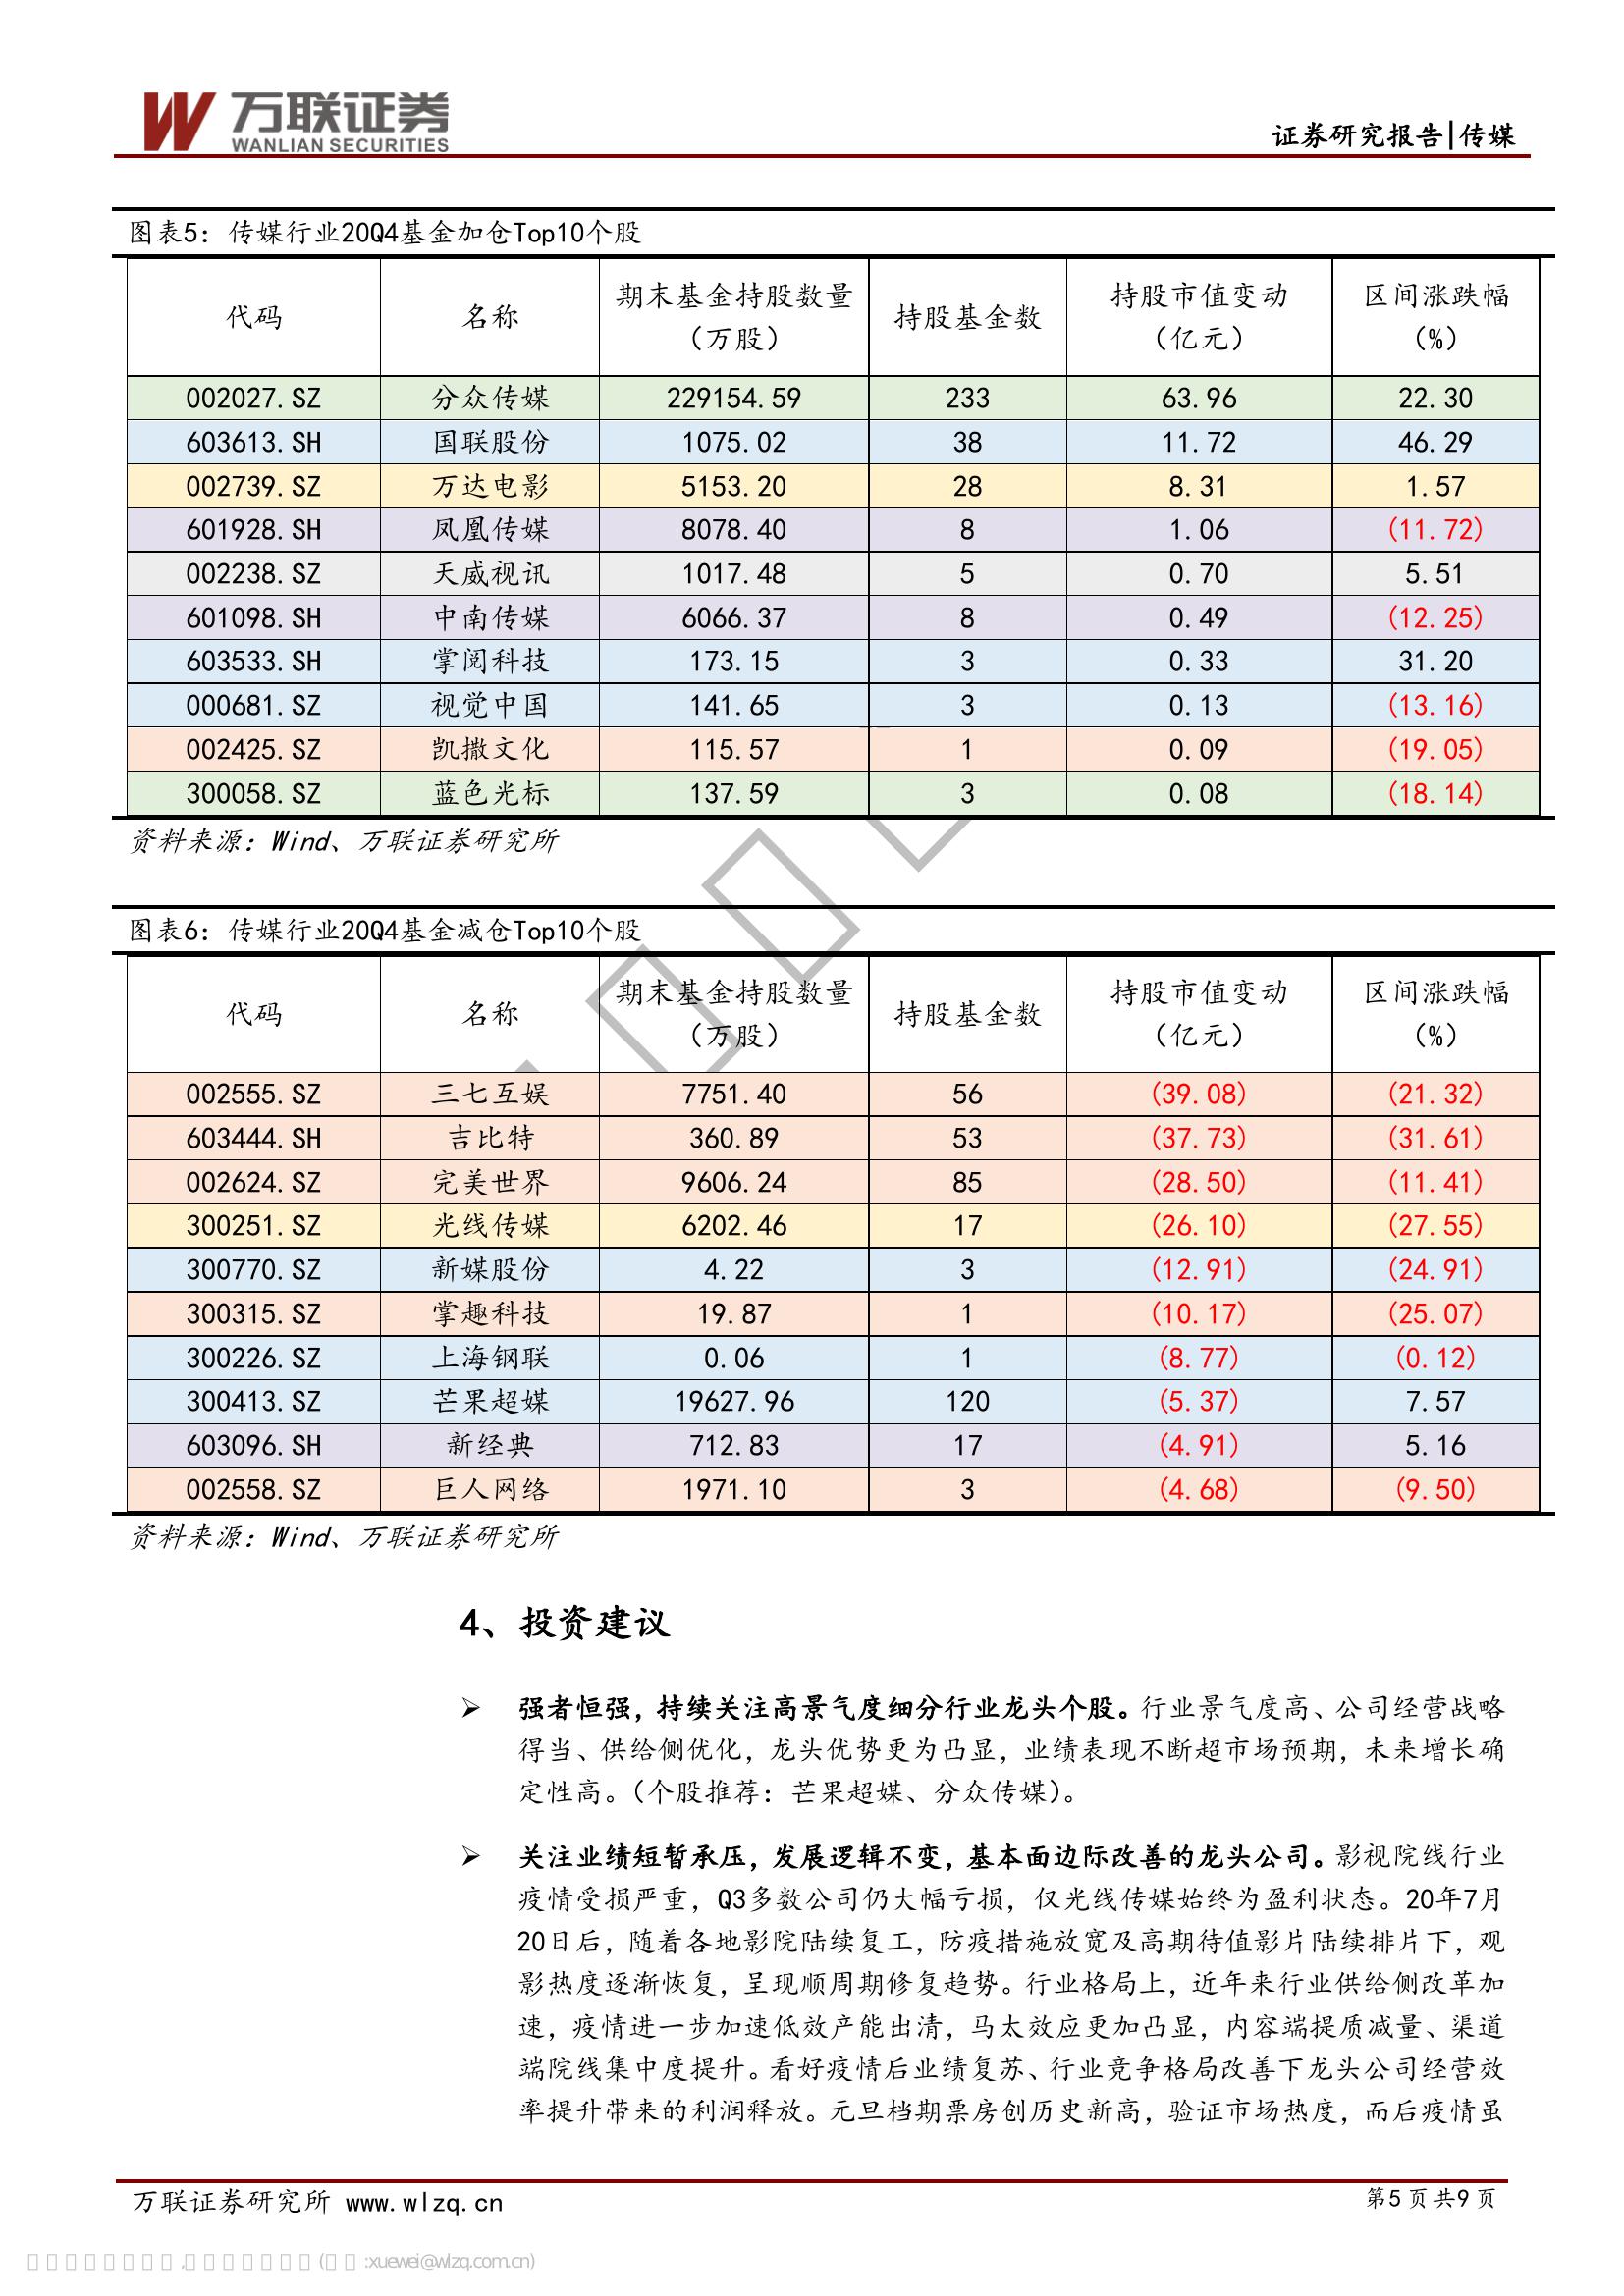 万联证券
WANLIAN SECURITIES
证券研究报告|传媒
图表5：传媒行业20Q4基金加仓Top10个股
代码 名称 期末基金持股数量（万股） 持股基金数 持股市值变动（亿元） 区间涨跌幅（%）
002027.SZ 分众传媒 229154.59 233 63.96 22.30
603613.SH 国联股份 1075.02 38 11.72 46.29
002739.SZ 万达电影 5153.20 28 8.31 1.57
601928.SH 凤凰传媒 8078.40 8 1.06 (11.72)
002238.SZ 天威视讯 1017.48 5 0.70 5.51
601098.SH 中南传媒 6066.37 8 0.49 (12.25)
603533.SH 掌阅科技 173.15 3 0.33 31.20
000681.SZ 视觉中国 141.65 3 0.13 (13.16)
002425.SZ 凯撒文化 115.57 1 0.09 (19.05)
300058.SZ 蓝色光标 137.59 3 0.08 (18.14)
资料来源：Wind、万联证券研究所
图表6：传媒行业20Q4基金减仓Top10个股
代码 名称 期末基金持股数量（万股） 持股基金数 持股市值变动（亿元） 区间涨跌幅（%）
002555.SZ 三七互娱 7751.40 56 (39.08) (21.32)
603444.SH 吉比特 360.89 53 (37.73) (31.61)
002624.SZ 完美世界 9606.24 85 (28.50) (11.41)
300251.SZ 光线传媒 6202.46 17 (26.10) (27.55)
300770.SZ 新媒股份 4.22 3 (12.91) (24.91)
300315.SZ 掌趣科技 19.87 1 (10.17) (25.07)
300226.SZ 上海钢联 0.06 1 (8.77) (0.12)
300413.SZ 芒果超媒 19627.96 120 (5.37) 7.57
603096.SH 新经典 712.83 17 (4.91) 5.16
002558.SZ 巨人网络 1971.10 3 (4.68) (9.50)
资料来源：Wind、万联证券研究所
4、投资建议
➢ 强者恒强，持续关注高景气度细分行业龙头个股。行业景气度高、公司经营战略
得当、供给侧优化，龙头优势更为凸显，业绩表现不断超市场预期，未来增长确
定性高。（个股推荐：芒果超媒、分众传媒）。
➢ 关注业绩短暂承压，发展逻辑不变，基本面边际改善的龙头公司。影视院线行业
疫情受损严重，Q3多数公司仍大幅亏损，仅光线传媒始终为盈利状态。20年7月
20日后，随着各地影院陆续复工，防疫措施放宽及高期待值影片陆续排片下，观
影热度逐渐恢复，呈现顺周期修复趋势。行业格局上，近年来行业供给侧改革加
速，疫情进一步加速低效产能出清，马太效应更加凸显，内容端提质减量、渠道
端院线集中度提升。看好疫情后业绩复苏、行业竞争格局改善下龙头公司经营效
率提升带来的利润释放。元旦档期票房创历史新高，验证市场热度，而后疫情虽
万联证券研究所 www.wlzq.cn
第5页共9页
:xuewei@wlzq.com.cn)